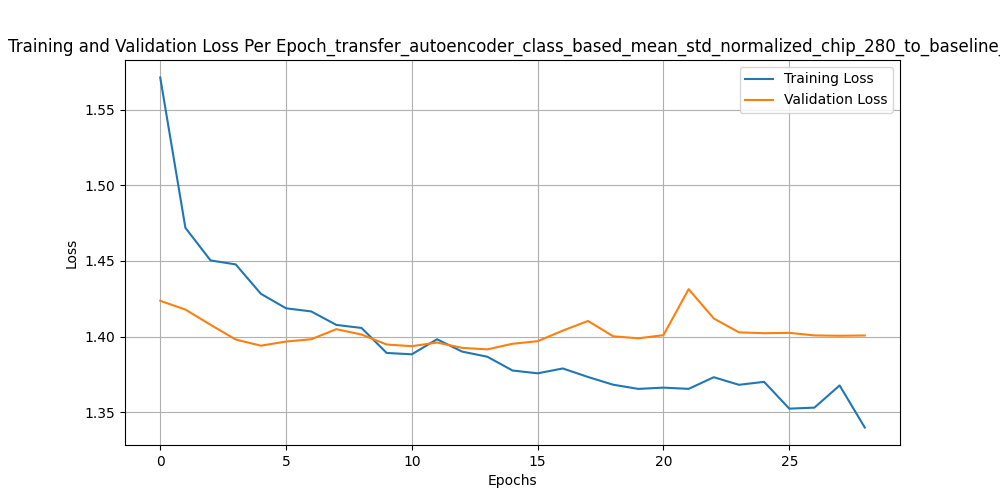 Training and Validation Loss Per Epoch_transfer_autoencoder_class_based_mean_std_normalized_chip_280_to_baseline_
Training Loss
Validation Loss
1.55
1.50
1.45
1.40
1.35
Loss
0 5 10 15 20 25
Epochs